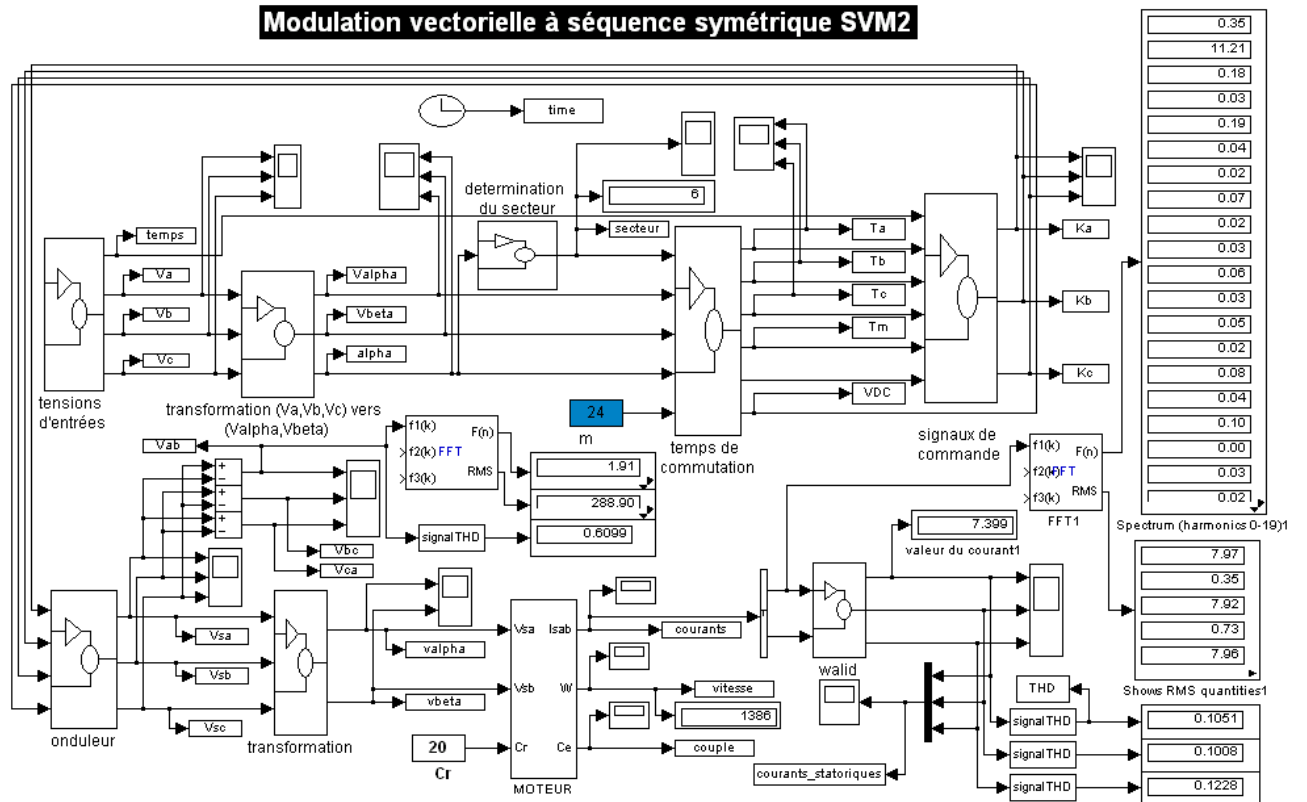 Modulation vectorielle à séquence symétrique SVM2
time
determination
du secteur
6
secteur
temps
Va
Vb
Vc
tensions
d'entrées
Valpha
Vbeta
alpha
transformation (Va,Vb,Vc) vers
(Valpha,Vbeta)
24
m
temps de
commutation
Ta
Tb
Tc
Tm
VDC
signaux de
commande
Ka
Kb
Kc
0.35
11.21
0.18
0.03
0.19
0.04
0.02
0.07
0.02
0.03
0.06
0.03
0.05
0.02
0.08
0.04
0.10
0.00
0.03
0.02
Spectrum (harmonics 0-19)1
Vab
+
−
+
−
+
−
Vbc
Vca
f1(k)
f2(k)
f3(k)
FFT
F(n)
RMS
signalTHD
1.91
288.90
0.6099
f1(k)
f2(k)
f3(k)
F(n)
RMS
FFT1
7.399
valeur du courant1
7.97
0.35
7.92
0.73
7.96
Shows RMS quantities1
onduleur
Vsa
Vsb
Vsc
transformation
valpha
vbeta
20
Cr
Vsa
Vsb
Cr
Isab
W
Ce
MOTEUR
courants
vitesse
1386
couple
walid
courants_statoriques
THD
signalTHD
signalTHD
signalTHD
0.1051
0.1008
0.1228